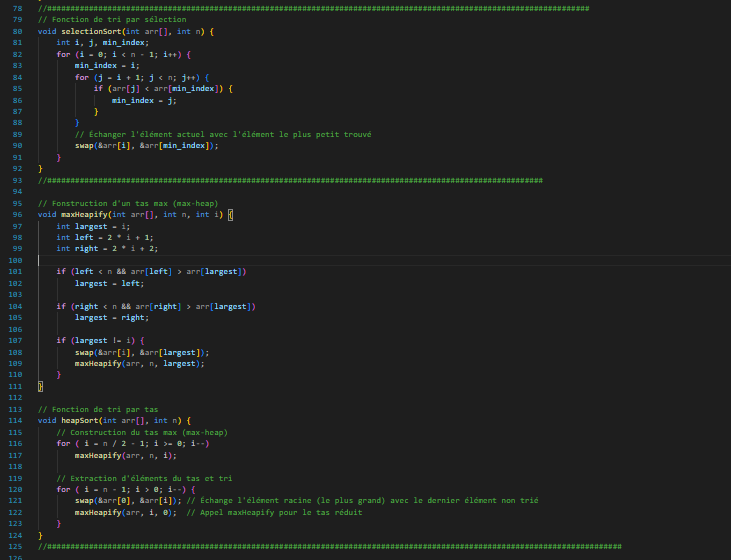 78 //######################################################################################################################
79 // Fonction de tri par sélection
80 void selectionSort(int arr[], int n) {
81 int i, j, min_index;
82 for (i = 0; i < n - 1; i++) {
83 min_index = i;
84 for (j = i + 1; j < n; j++) {
85 if (arr[j] < arr[min_index]) {
86 min_index = j;
87 }
88 }
89 // Échanger l'élément actuel avec l'élément le plus petit trouvé
90 swap(&arr[i], &arr[min_index]);
91 }
92 }
93 //############################################################################################################
94
95 // Fonstruction d'un tas max (max-heap)
96 void maxHeapify(int arr[], int n, int i) {
97 int largest = i;
98 int left = 2 * i + 1;
99 int right = 2 * i + 2;
100
101 if (left < n && arr[left] > arr[largest])
102 largest = left;
103
104 if (right < n && arr[right] > arr[largest])
105 largest = right;
106
107 if (largest != i) {
108 swap(&arr[i], &arr[largest]);
109 maxHeapify(arr, n, largest);
110 }
111 }
112
113 // Fonction de tri par tas
114 void heapSort(int arr[], int n) {
115 // Construction du tas max (max-heap)
116 for ( i = n / 2 - 1; i >= 0; i--)
117 maxHeapify(arr, n, i);
118
119 // Extraction d'éléments du tas et tri
120 for ( i = n - 1; i > 0; i--) {
121 swap(&arr[0], &arr[i]); // Échange l'élément racine (le plus grand) avec le dernier élément non trié
122 maxHeapify(arr, i, 0); // Appel maxHeapify pour le tas réduit
123 }
124 }
125 //#############################################################################################################################
126